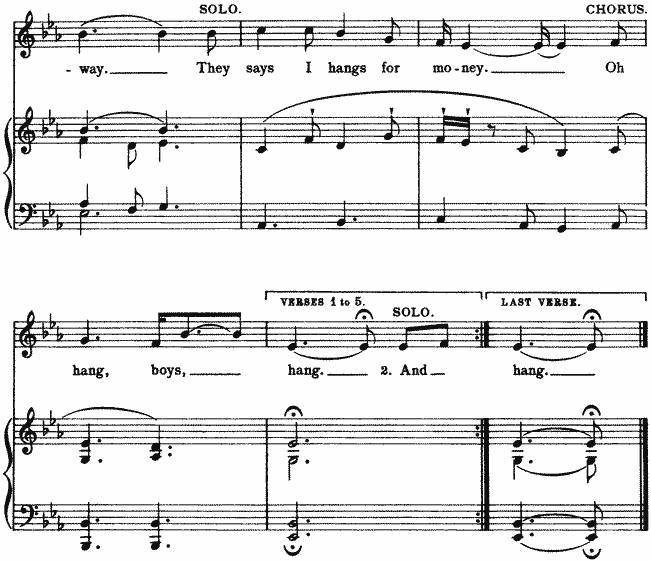 SOLO. CHORUS.
- way. They says I hangs for mo - ney. Oh
VERSES 1 to 5. SOLO. LAST VERSE.
hang, boys, hang. 2. And hang.